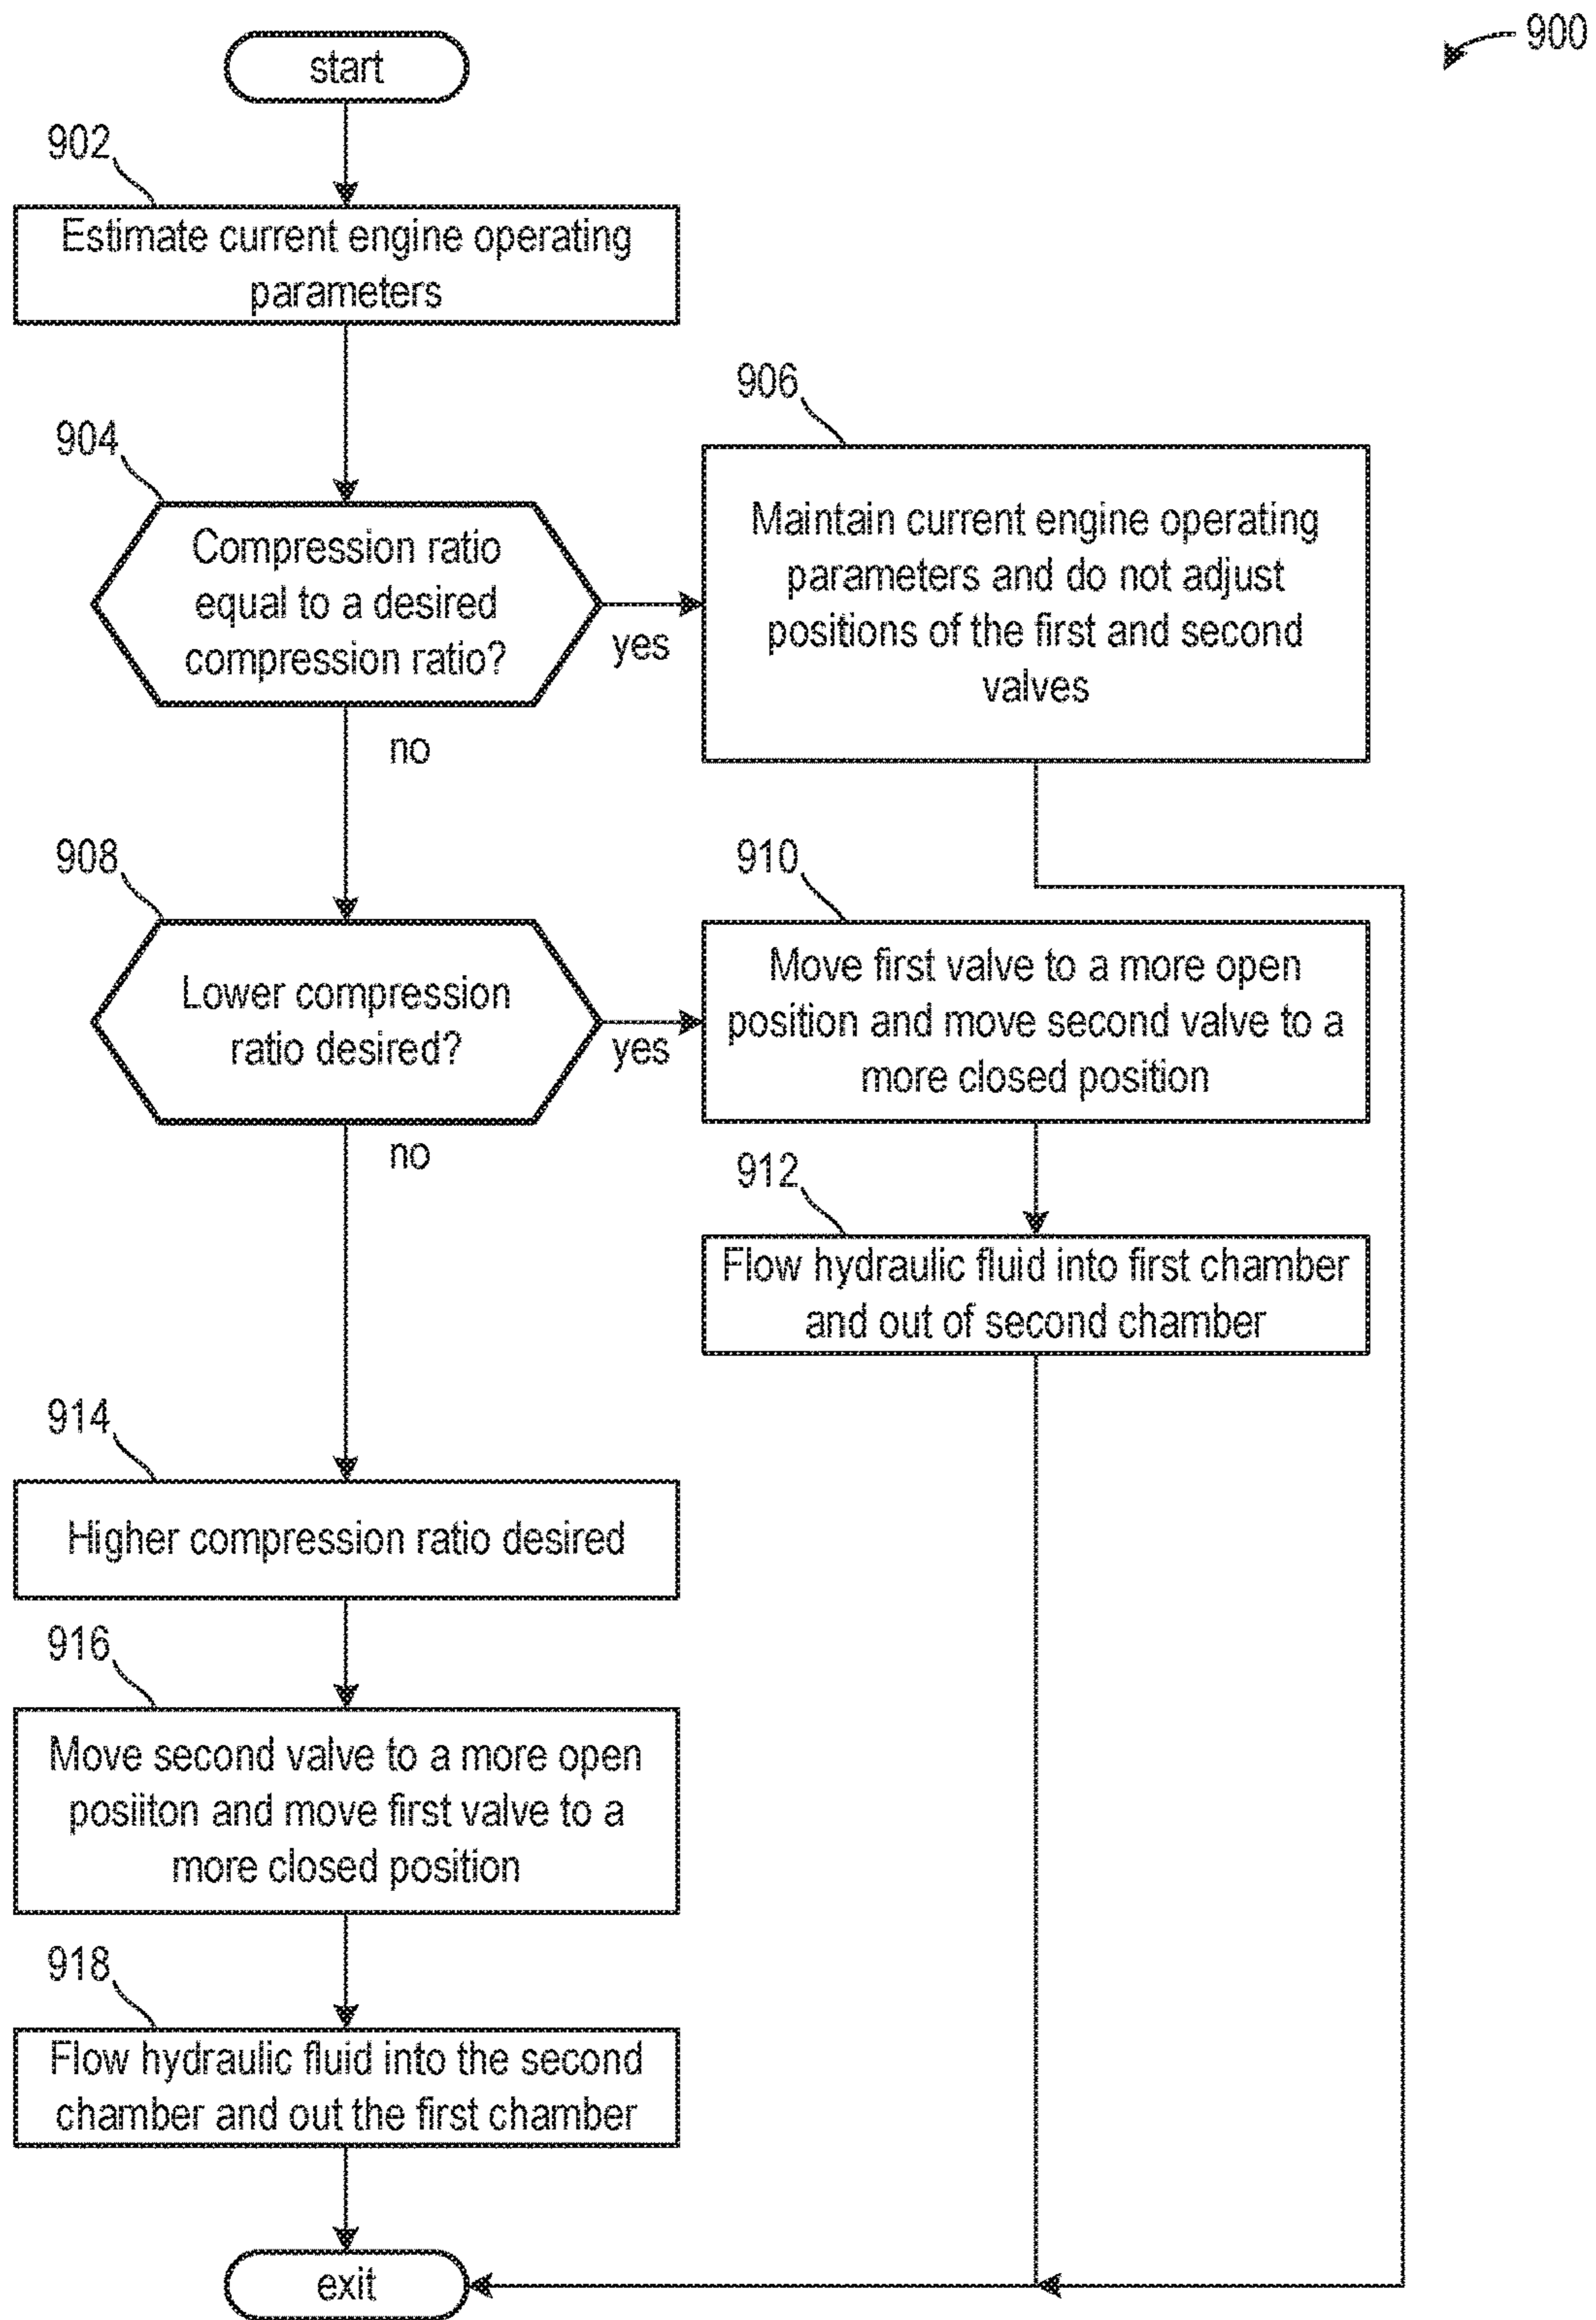 900
start
902
Estimate current engine operating
parameters
904
Compression ratio
equal to a desired
compression ratio?
yes
no
906
Maintain current engine operating
parameters and do not adjust
positions of the first and second
valves
908
Lower compression
ratio desired?
yes
no
910
Move first valve to a more open
position and move second valve to a
more closed position
912
Flow hydraulic fluid into first chamber
and out of second chamber
914
Higher compression ratio desired
916
Move second valve to a more open
posiiton and move first valve to a
more closed position
918
Flow hydraulic fluid into the second
chamber and out the first chamber
exit